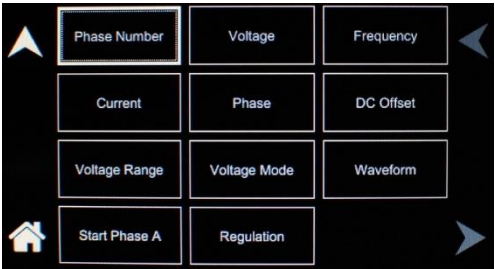 Phase Number
Voltage
Frequency
Current
Phase
DC Offset
Voltage Range
Voltage Mode
Waveform
Start Phase A
Regulation